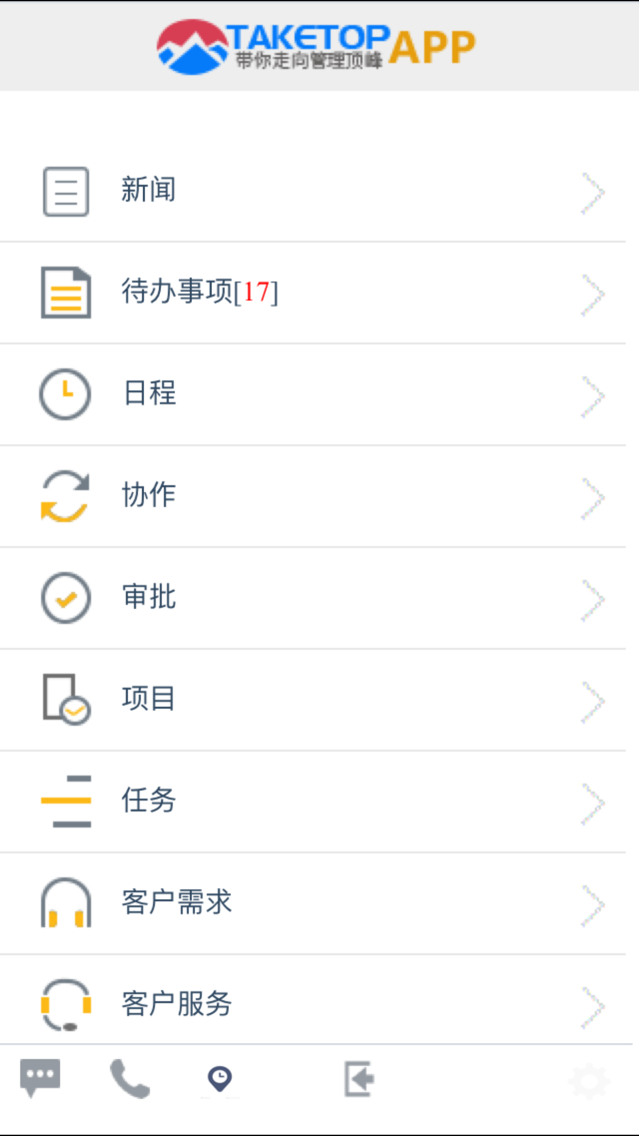 TAKETOP APP
带你走向管理顶峰
新闻
待办事项[17]
日程
协作
审批
项目
任务
客户需求
客户服务